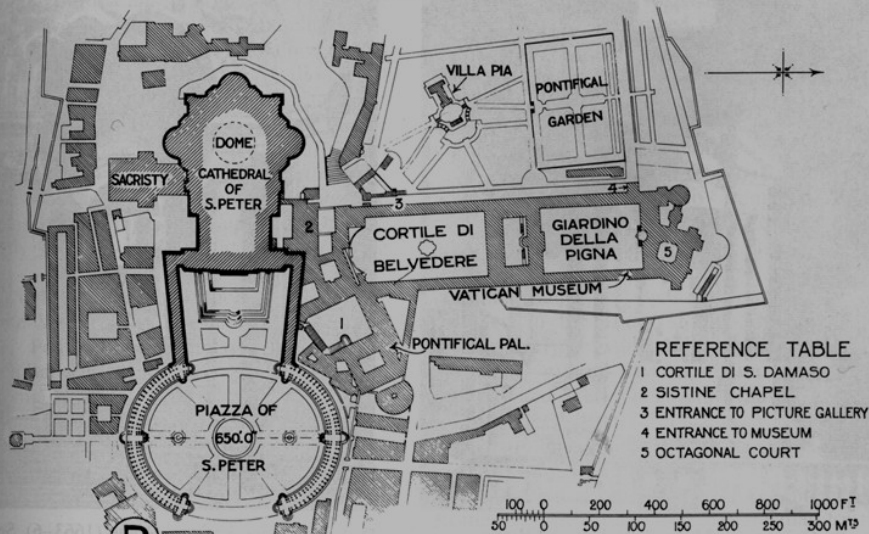 VILLA PIA
PONTIFICAL
GARDEN
DOME
CATHEDRAL
OF
S. PETER
SACRISTY
2
3
4
CORTILE DI
BELVEDERE
GIARDINO
DELLA
PIGNA
5
VATICAN MUSEUM
1
PONTIFICAL PAL.
PIAZZA OF
650'.0"
S. PETER
REFERENCE TABLE
1 CORTILE DI S. DAMASO
2 SISTINE CHAPEL
3 ENTRANCE TO PICTURE GALLERY
4 ENTRANCE TO MUSEUM
5 OCTAGONAL COURT
100 0 200 400 600 800 1000 FT
50 0 50 100 150 200 250 300 MTS